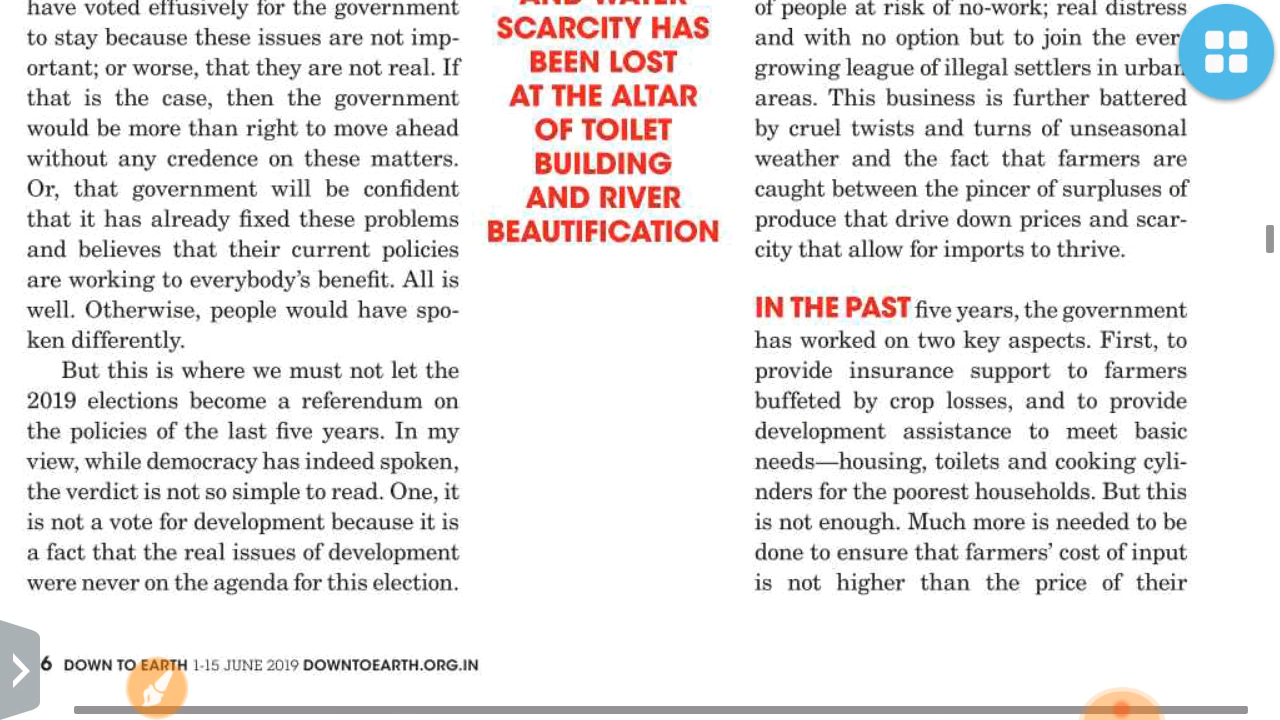 have voted effusively for the government
to stay because these issues are not imp-
ortant; or worse, that they are not real. If
that is the case, then the government
would be more than right to move ahead
without any credence on these matters.
Or, that government will be confident
that it has already fixed these problems
and believes that their current policies
are working to everybody's benefit. All is
well. Otherwise, people would have spo-
ken differently.
But this is where we must not let the
2019 elections become a referendum on
the policies of the last five years. In my
view, while democracy has indeed spoken,
the verdict is not so simple to read. One, it
is not a vote for development because it is
a fact that the real issues of development
were never on the agenda for this election.
AND WATER
SCARCITY HAS
BEEN LOST
AT THE ALTAR
OF TOILET
BUILDING
AND RIVER
BEAUTIFICATION
of people at risk of no-work; real distress
and with no option but to join the ever-
growing league of illegal settlers in urban
areas. This business is further battered
by cruel twists and turns of unseasonal
weather and the fact that farmers are
caught between the pincer of surpluses of
produce that drive down prices and scar-
city that allow for imports to thrive.
IN THE PAST five years, the government
has worked on two key aspects. First, to
provide insurance support to farmers
buffeted by crop losses, and to provide
development assistance to meet basic
needs—housing, toilets and cooking cyli-
nders for the poorest households. But this
is not enough. Much more is needed to be
done to ensure that farmers' cost of input
is not higher than the price of their
6 DOWN TO EARTH 1-15 JUNE 2019 DOWNTOEARTH.ORG.IN